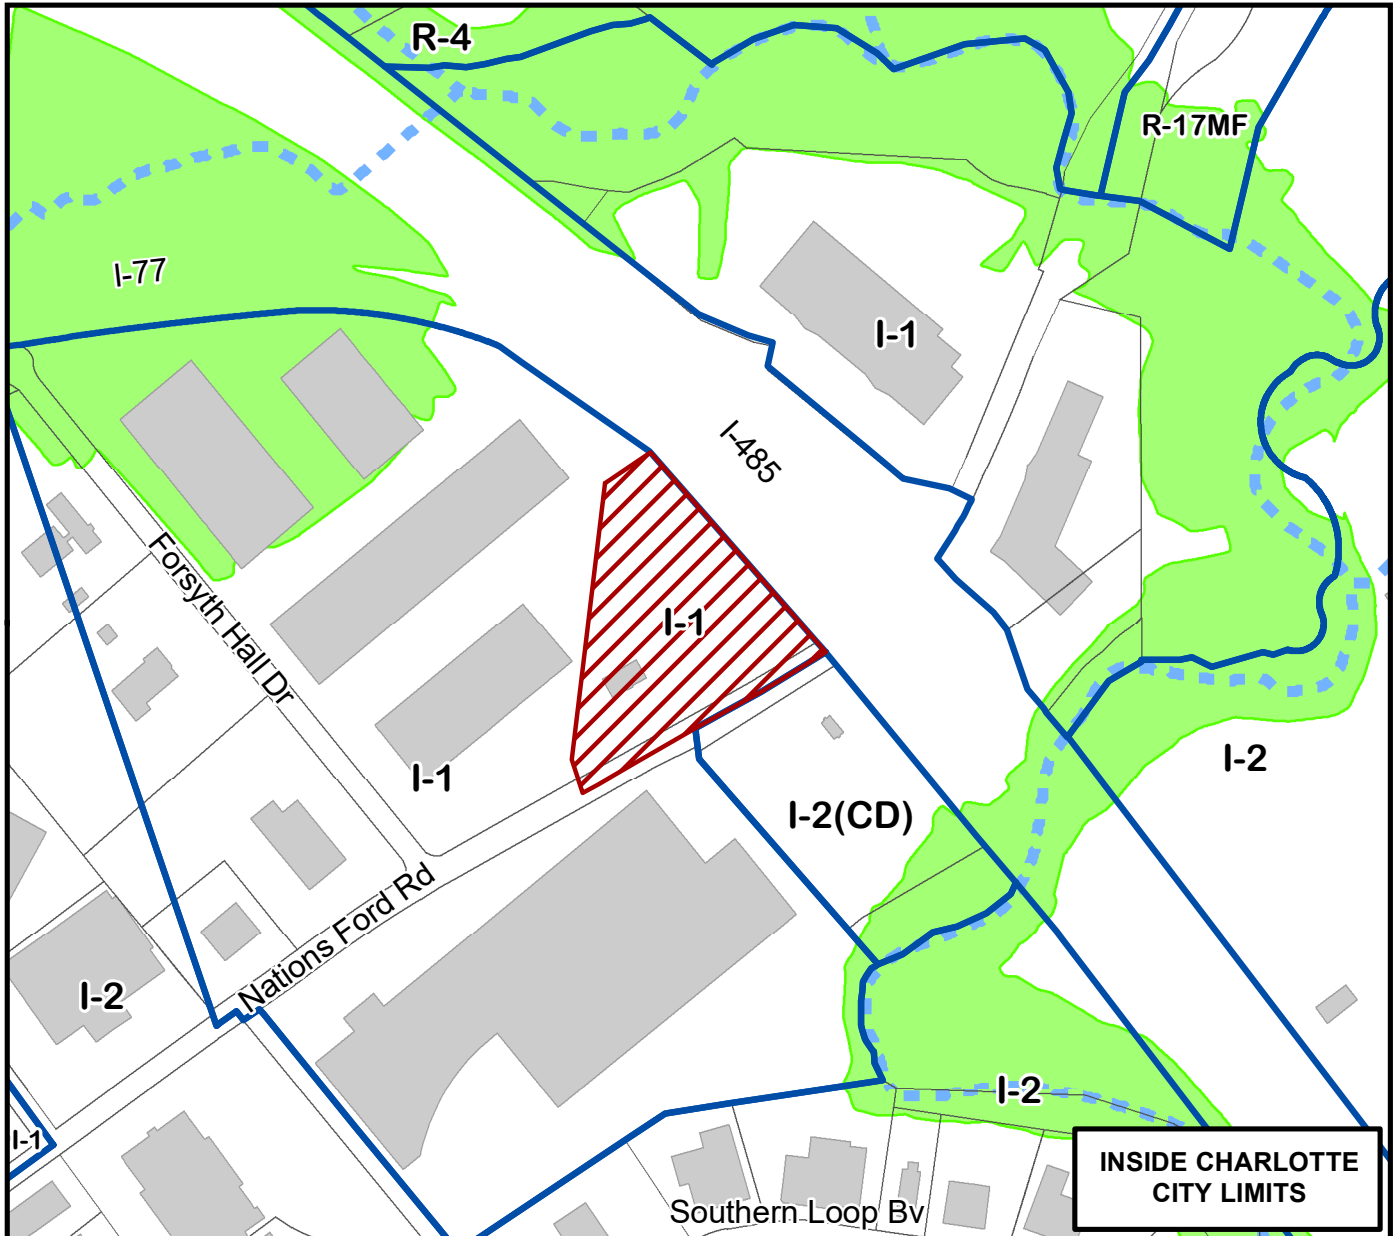 R-4
R-17MF
I-77
I-1
I-485
I-1
Forsyth Hall Dr
I-1
I-2
I-2(CD)
Nations Ford Rd
I-2
I-2
I-1
INSIDE CHARLOTTE
CITY LIMITS
Southern Loop Bv